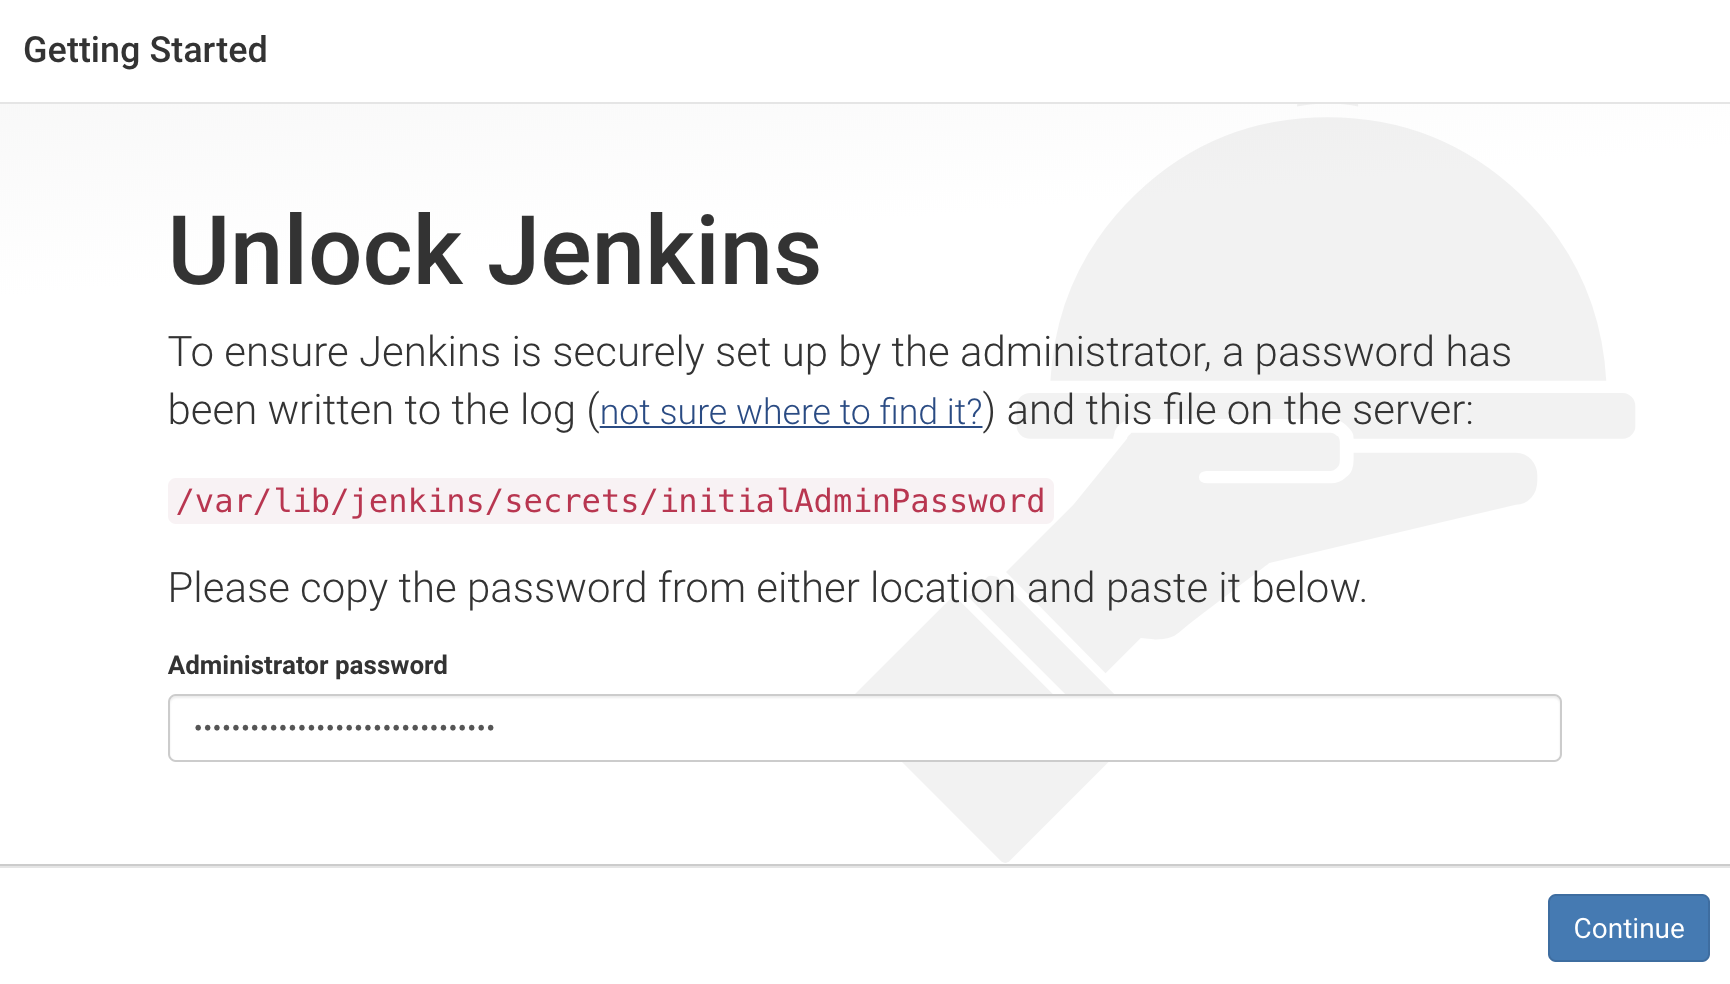 Getting Started
Unlock Jenkins
To ensure Jenkins is securely set up by the administrator, a password has
been written to the log (not sure where to find it?) and this file on the server:
/var/lib/jenkins/secrets/initialAdminPassword
Please copy the password from either location and paste it below.
Administrator password
••••••••••••••••••••••••••••••••
Continue